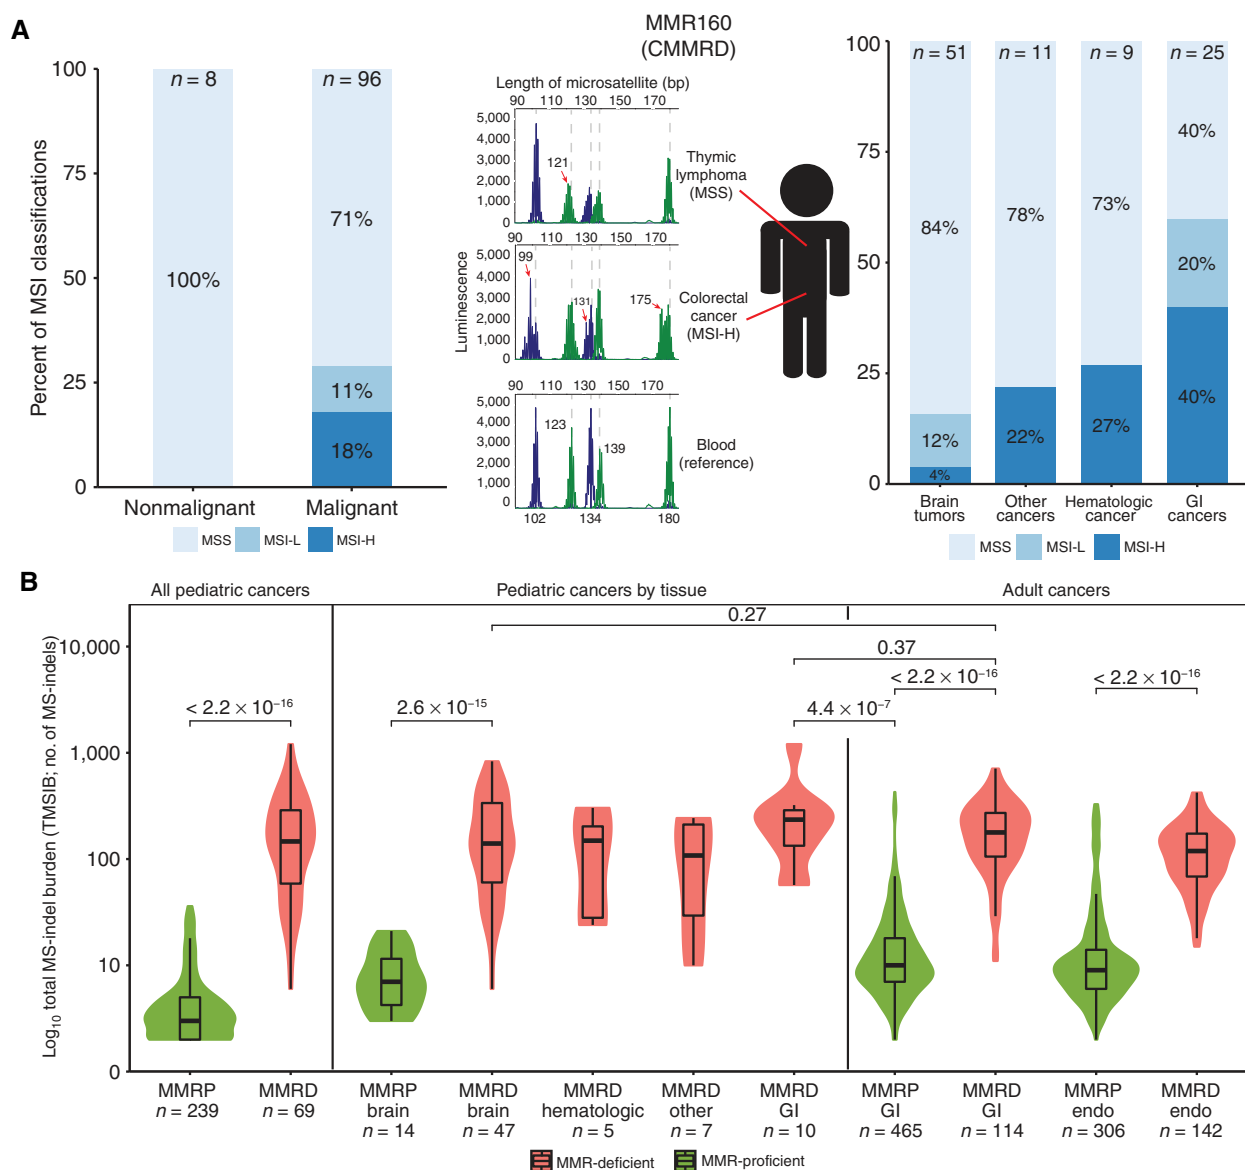 A
MMR160
(CMMRD)
Percent of MSI classifications
100
75
50
25
0
n = 8
n = 96
100%
71%
11%
18%
Nonmalignant
Malignant
MSS
MSI-L
MSI-H
Length of microsatellite (bp)
Luminescence
90 110 130 150 170
5,000
4,000
3,000
2,000
1,000
0
121
Thymic
lymphoma
(MSS)
90 110 130 150 170
5,000
4,000
3,000
2,000
1,000
0
99
131
175
Colorectal
cancer
(MSI-H)
90 110 130 150 170
5,000
4,000
3,000
2,000
1,000
0
123
139
Blood
(reference)
102 134 180
100
75
50
25
0
n = 51
n = 11
n = 9
n = 25
84%
12%
4%
78%
22%
73%
27%
40%
20%
40%
Brain
tumors
Other
cancers
Hematologic
cancer
GI
cancers
MSS
MSI-L
MSI-H
B
All pediatric cancers
Pediatric cancers by tissue
Adult cancers
Log10 total MS-indel burden (TMSIB; no. of MS-indels)
10,000
1,000
100
10
0
< 2.2 × 10−16
2.6 × 10−15
0.27
0.37
4.4 × 10−7
< 2.2 × 10−16
< 2.2 × 10−16
MMRP
n = 239
MMRD
n = 69
MMRP
brain
n = 14
MMRD
brain
n = 47
MMRD
hematologic
n = 5
MMRD
other
n = 7
MMRD
GI
n = 10
MMRP
GI
n = 465
MMRD
GI
n = 114
MMRP
endo
n = 306
MMRD
endo
n = 142
MMR-deficient
MMR-proficient